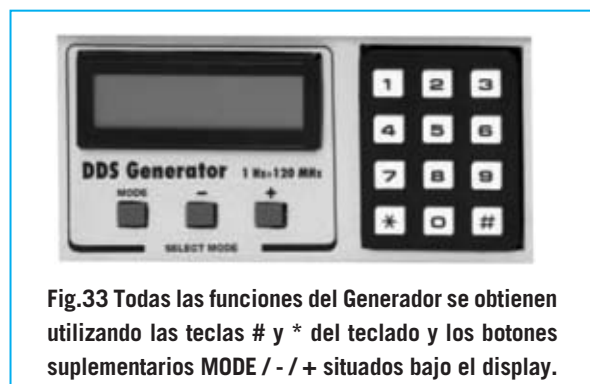 1 2 3
4 5 6
DDS Generator 1 Hz-120 MHz
7 8 9
MODE - +
* 0 #
SELECT MODE
Fig.33 Todas las funciones del Generador se obtienen
utilizando las teclas # y * del teclado y los botones
suplementarios MODE / - / + situados bajo el display.